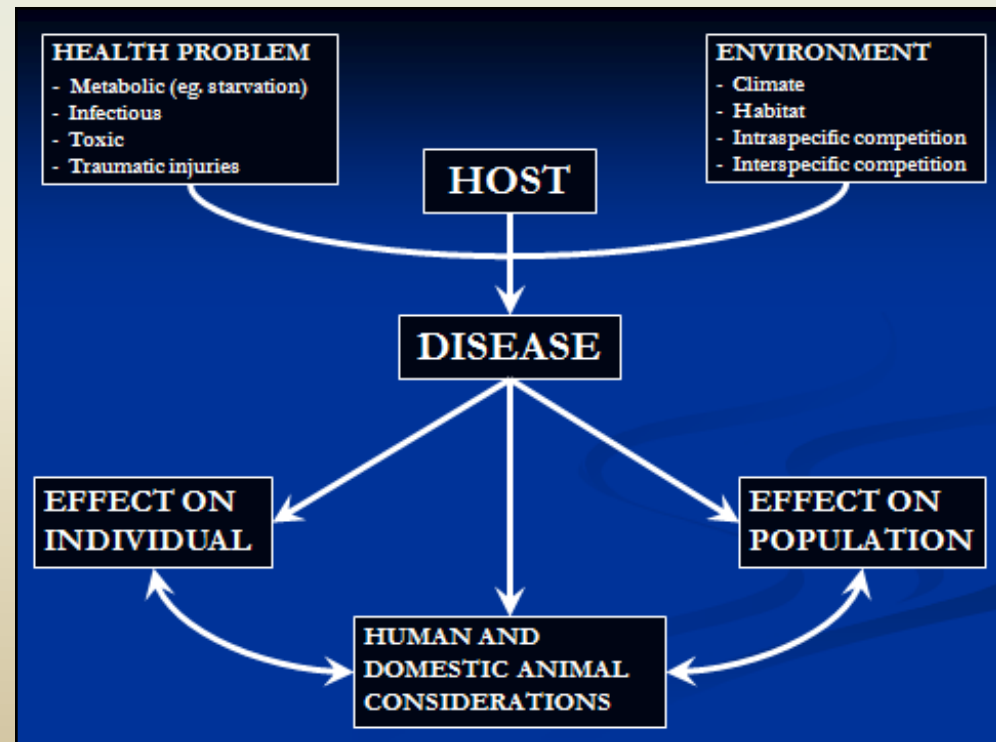 HEALTH PROBLEM
- Metabolic (eg. starvation)
- Infectious
- Toxic
- Traumatic injuries
ENVIRONMENT
- Climate
- Habitat
- Intraspecific competition
- Interspecific competition
HOST
DISEASE
EFFECT ON
INDIVIDUAL
EFFECT ON
POPULATION
HUMAN AND
DOMESTIC ANIMAL
CONSIDERATIONS